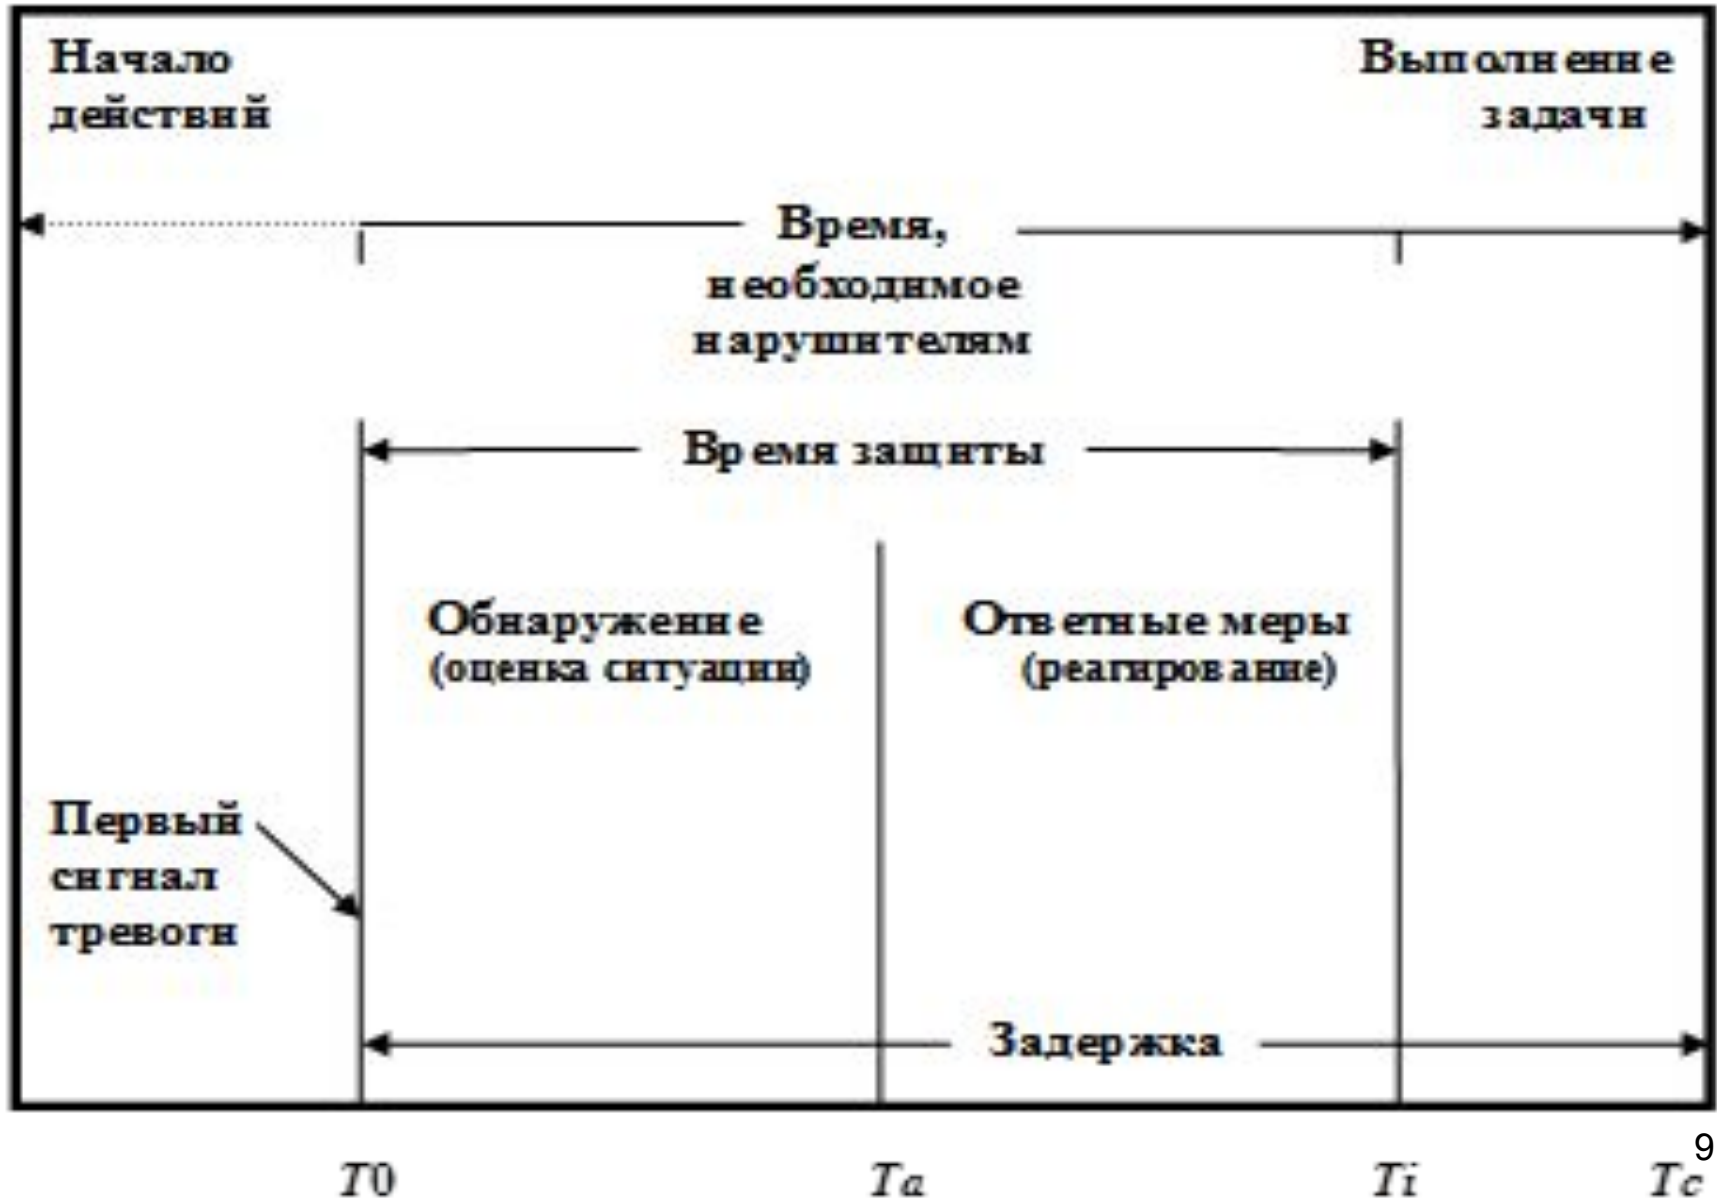 Начало
действий
Выполнение
задачи
Время,
необходимое
нарушителям
Время защиты
Обнаружение
(оценка ситуации)
Ответные меры
(реагирование)
Первый
сигнал
тревоги
Задержка
9
T0
Ta
Ti
Tc